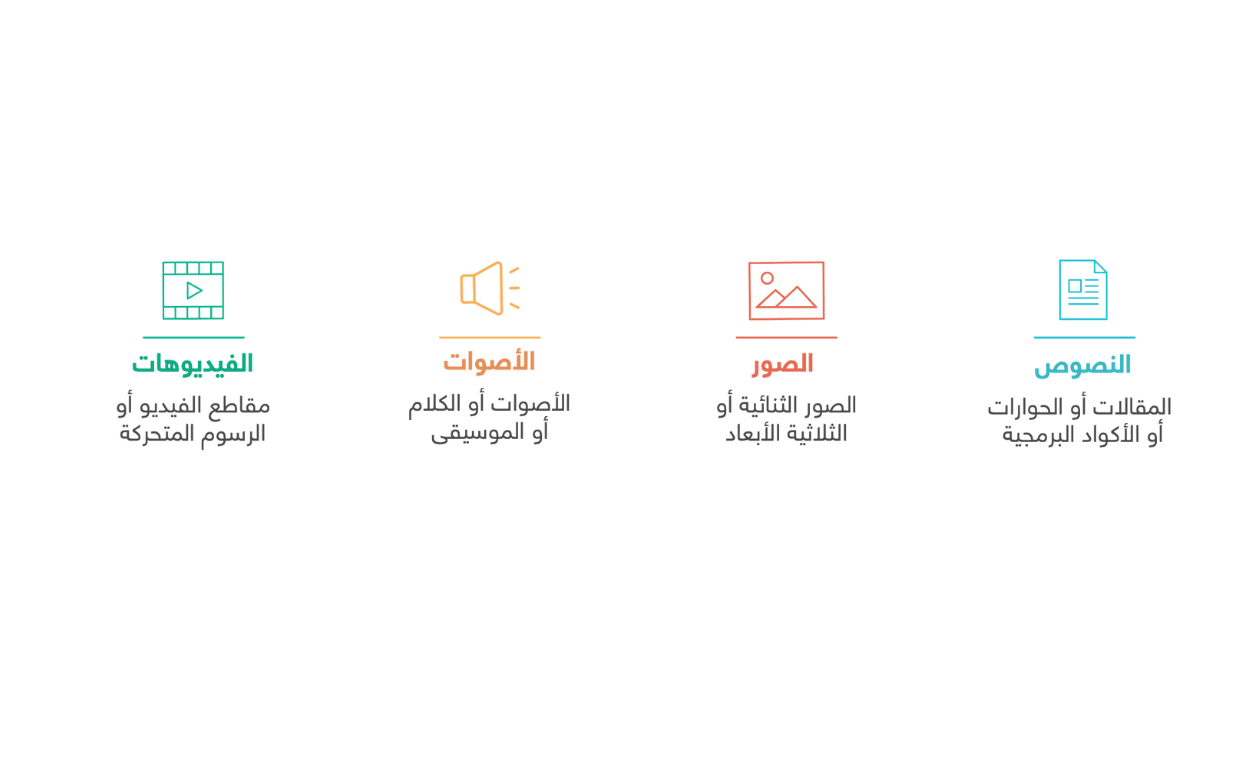 النصوص
المقالات أو الحوارات
أو الأكواد البرمجية
الصور
الصور الثنائية أو
الثلاثية الأبعاد
الأصوات
الأصوات أو الكلام
أو الموسيقى
الفيديوهات
مقاطع الفيديو أو
الرسوم المتحركة